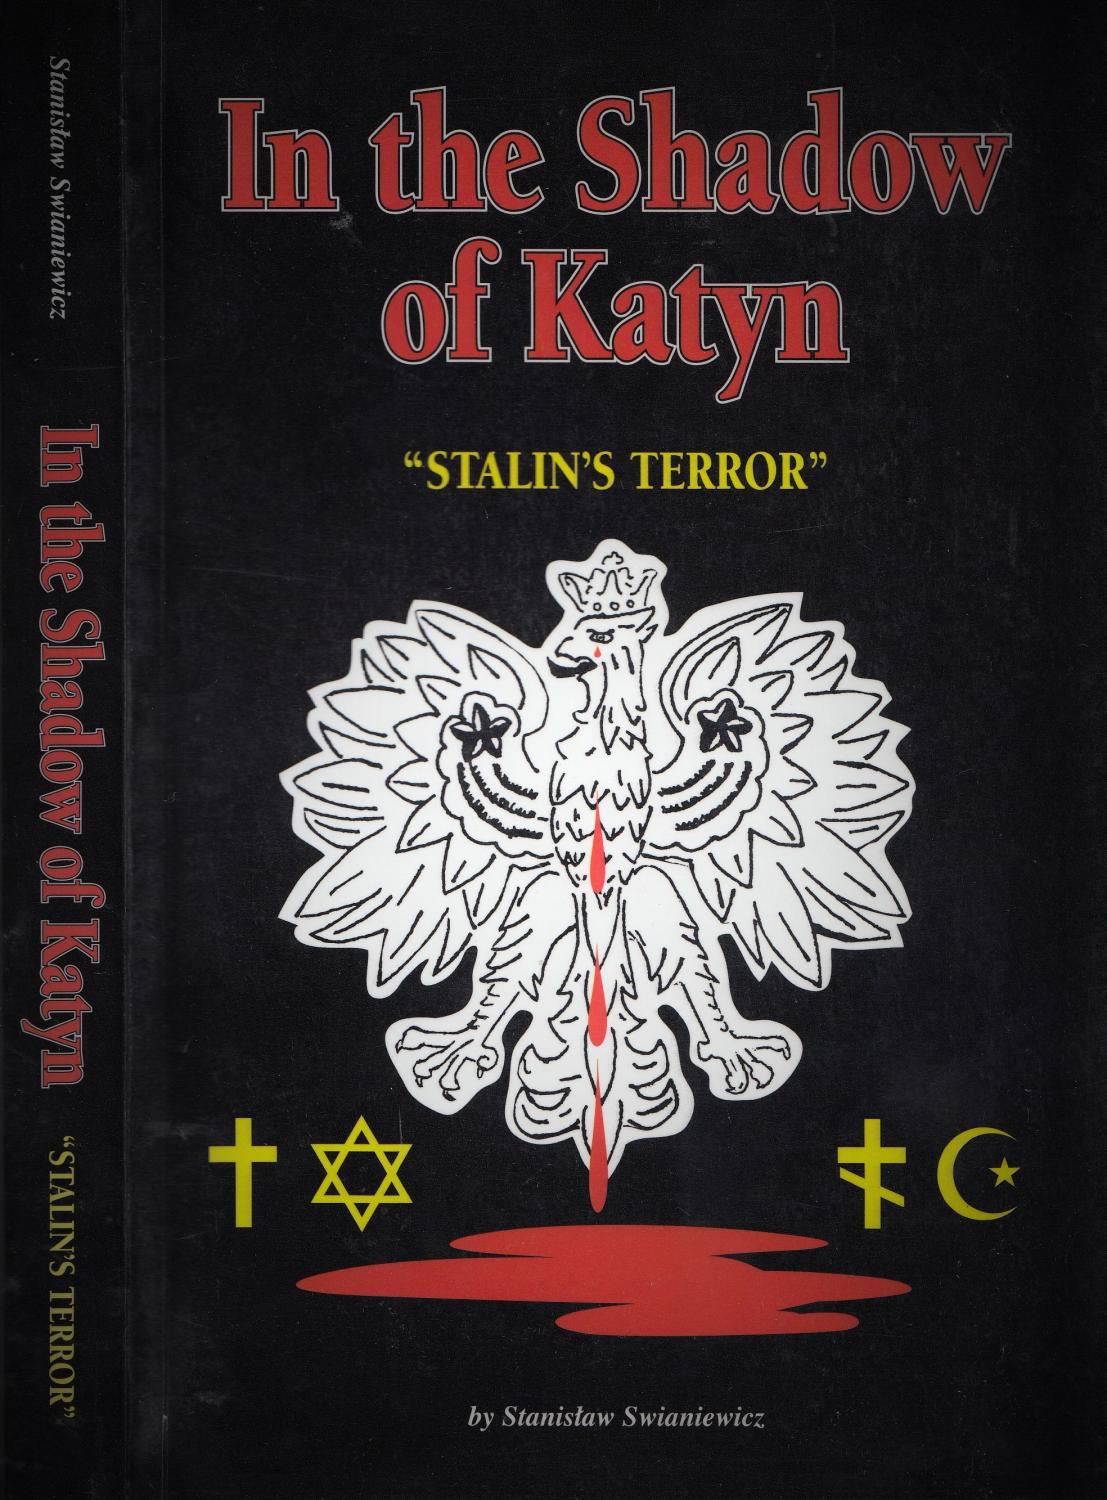 Stanisław Swianiewicz
In the Shadow of Katyn
“STALIN’S TERROR”
In the Shadow
of Katyn
“STALIN’S TERROR”
by Stanisław Swianiewicz